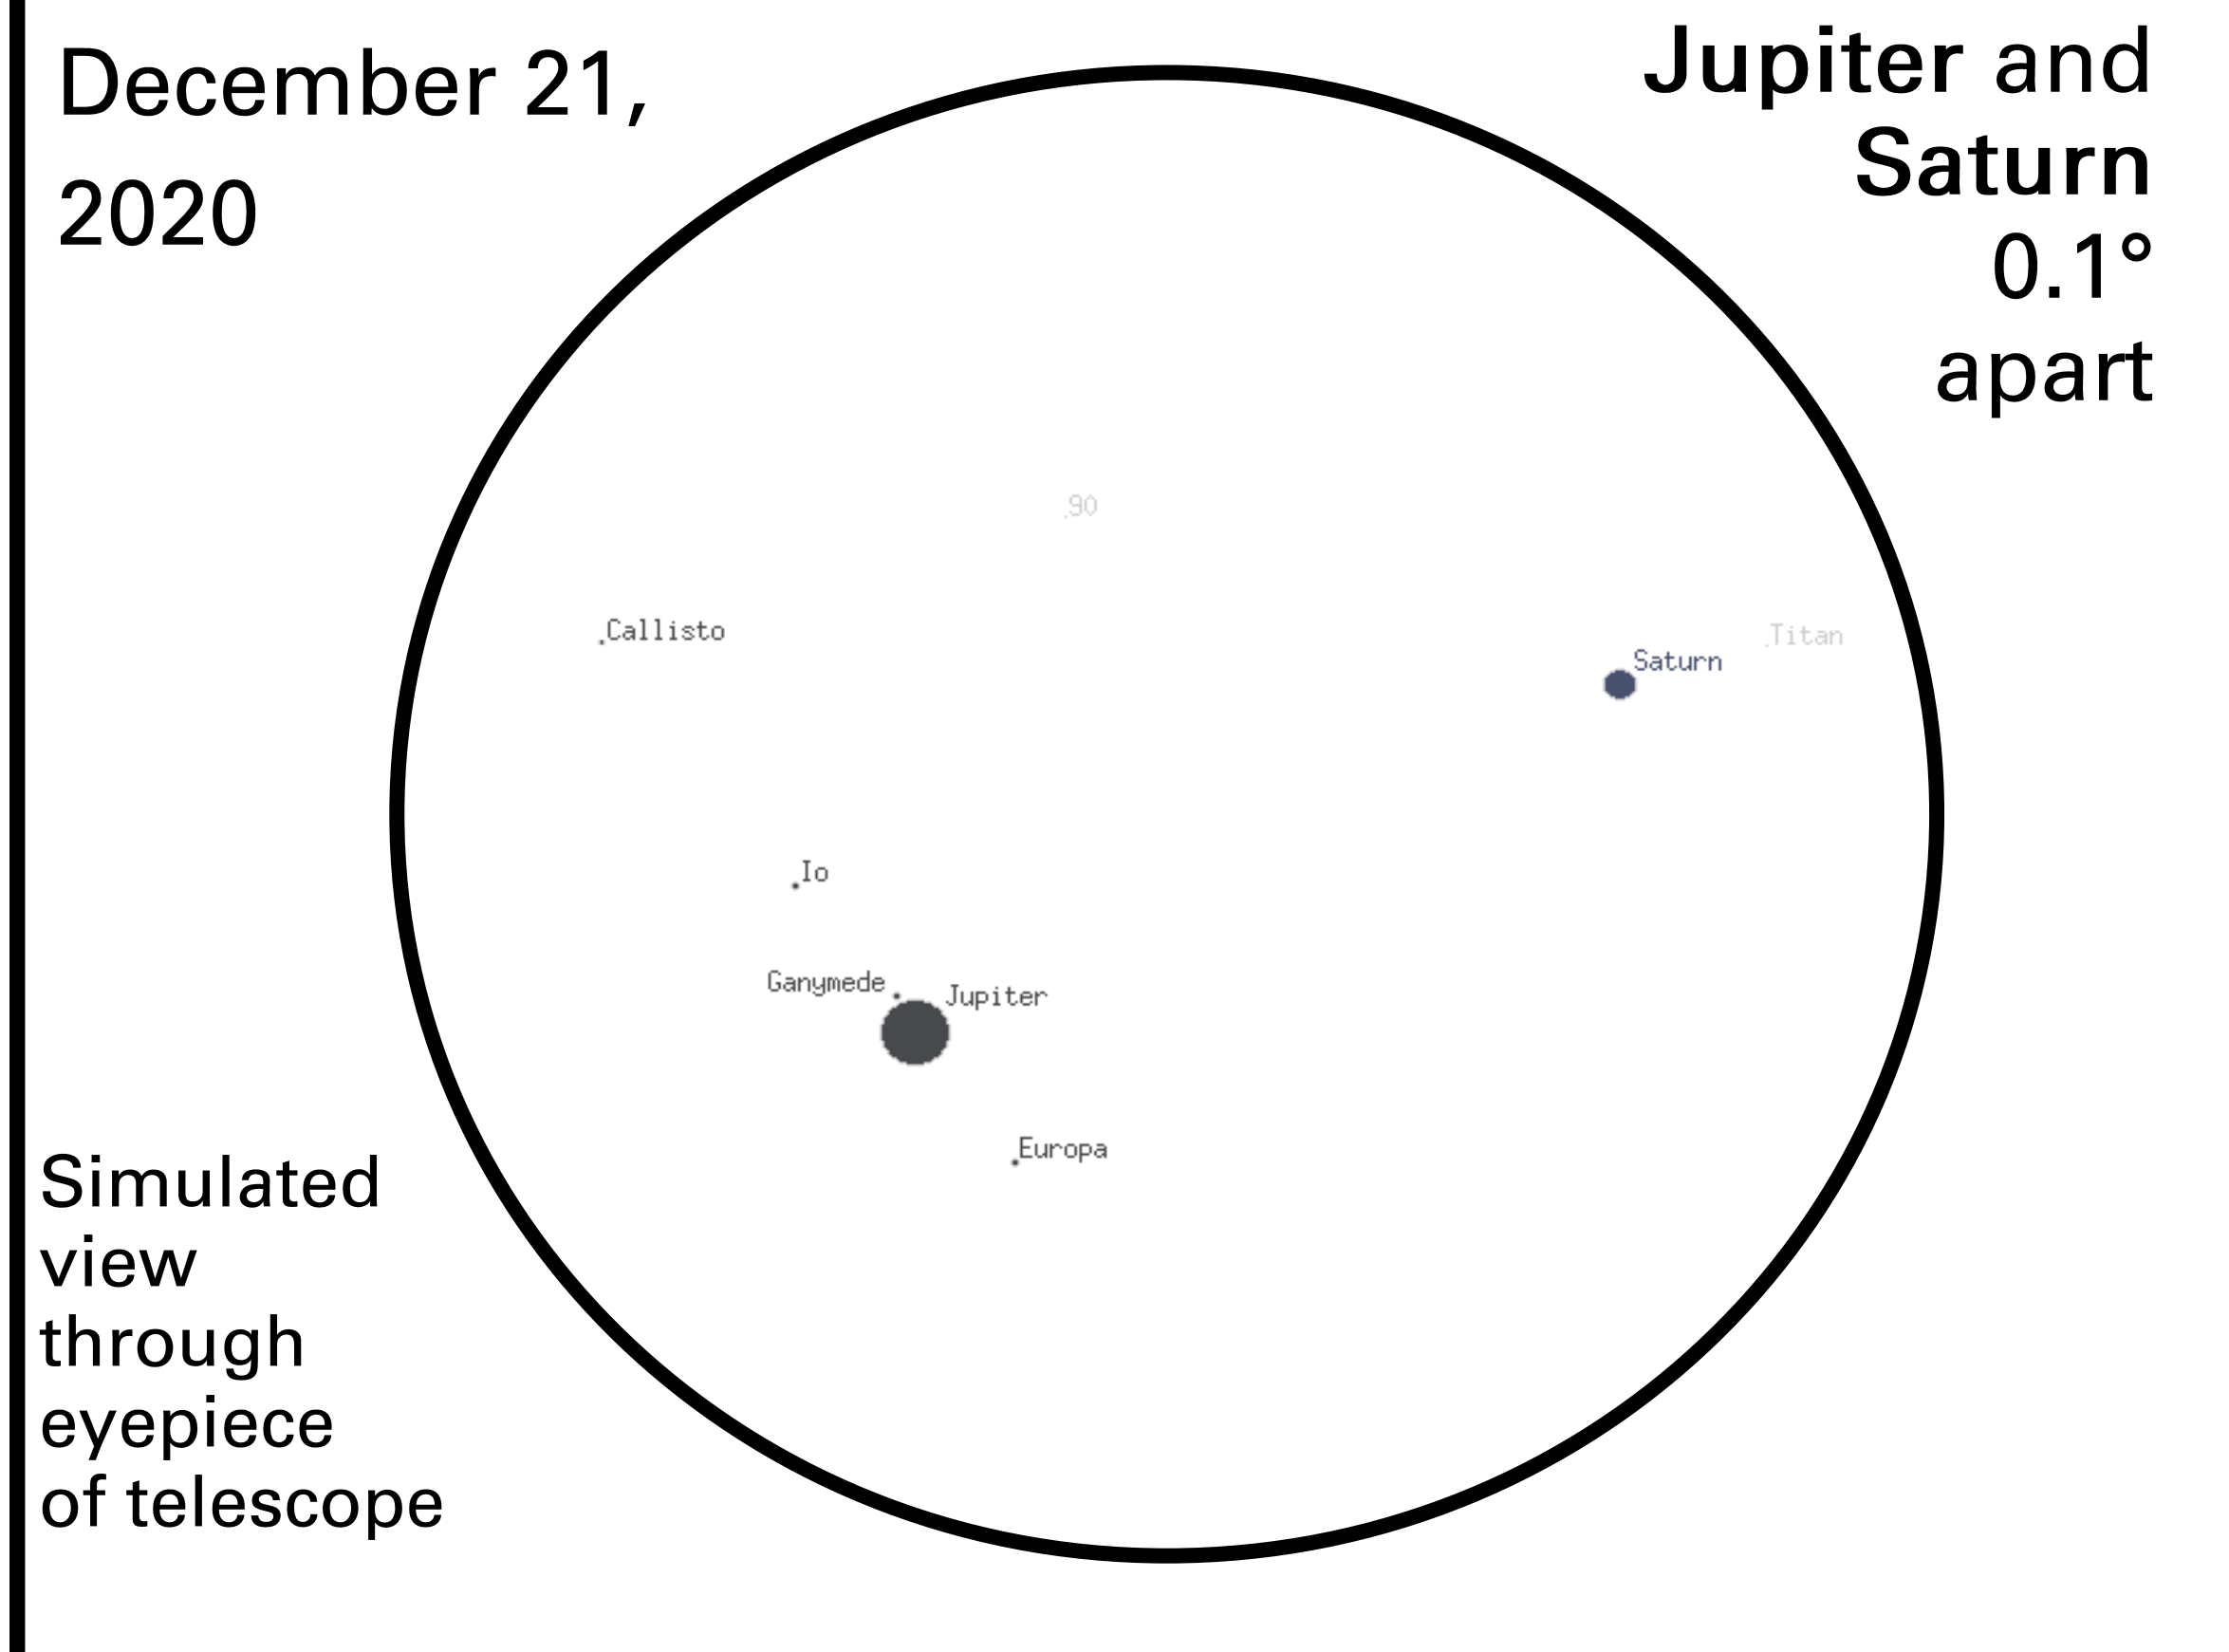 December 21,
2020
Jupiter and
Saturn
0.1°
apart
.90
Callisto
Titan
Saturn
Io
Ganymede
Jupiter
Europa
Simulated
view
through
eyepiece
of telescope